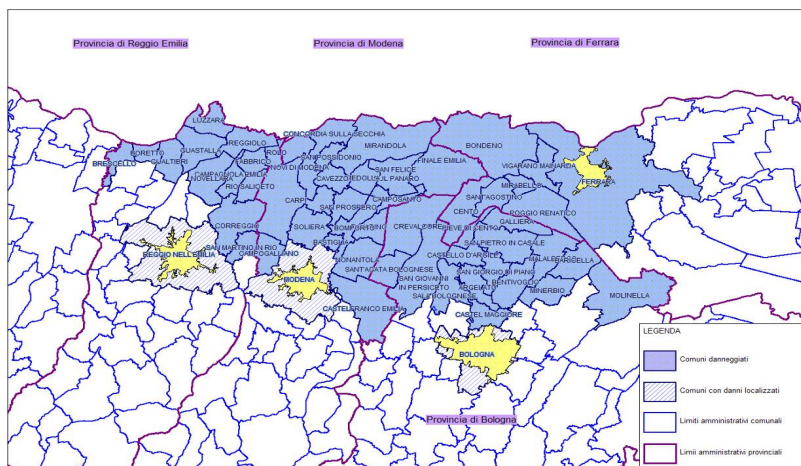 Provincia di Reggio Emilia
Provincia di Modena
Provincia di Ferrara
LUZZARA
CONCORDIA SULLA SECCHIA
REGGIOLO
ROLO
MIRANDOLA
BONDENO
BORETTO
GUASTALLA
SAN POSSIDONIO
BRESCELLO
GUALTIERI
FABBRICO
NOVI DI MODENA
FINALE EMILIA
VIGARANO MAINARDA
CAMPAGNOLA EMILIA
CAVEZZO
MEDOLLA
SAN FELICE
SUL PANARO
FERRARA
NOVELLARA
RIO SALICETO
MIRABELLO
CARPI
SAN PROSPERO
CAMPOSANTO
SANT'AGOSTINO
CENTO
POGGIO RENATICO
CORREGGIO
SOLIERA
BOMPORTO
RAVARINO
CREVALCORE
PIEVE DI CENTO
GALLIERA
SAN MARTINO IN RIO
BASTIGLIA
SAN PIETRO IN CASALE
REGGIO NELL'EMILIA
CAMPOGALLIANO
NONANTOLA
CASTELLO D'ARGILE
MALALBERGO
BARICELLA
SANT'AGATA BOLOGNESE
SAN GIORGIO DI PIANO
MODENA
SAN GIOVANNI
IN PERSICETO
ARGELATO
BENTIVOGLIO
MINERBIO
SALA BOLOGNESE
MOLINELLA
CASTELFRANCO EMILIA
CASTEL MAGGIORE
BOLOGNA
Provincia di Bologna
LEGENDA
Comuni danneggiati
Comuni con danni localizzati
Limiti amministrativi comunali
Limii amministrativi provinciali